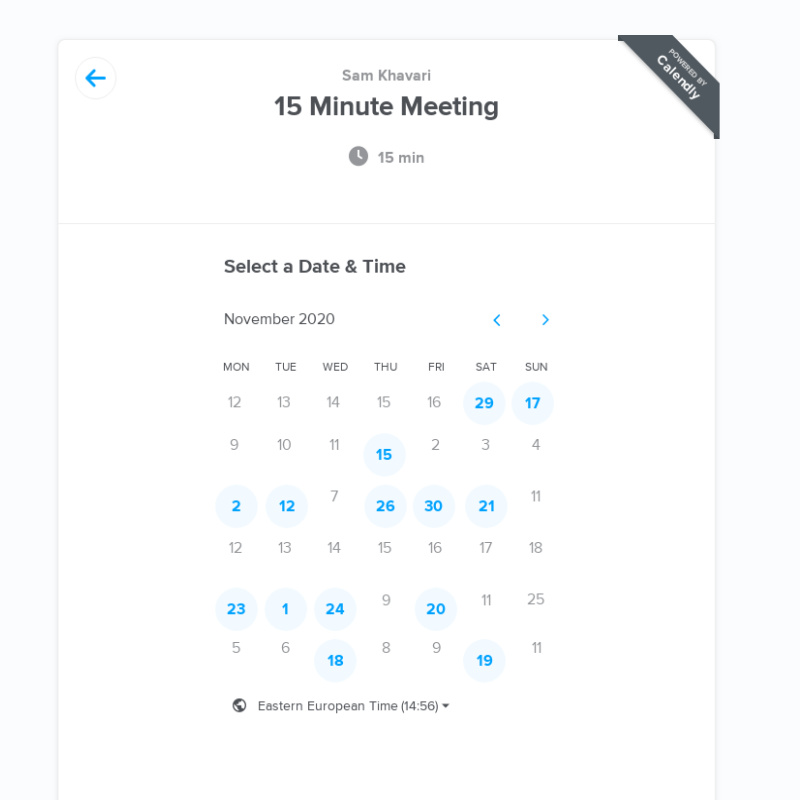 POWERED BY
Calendly
Sam Khavari
15 Minute Meeting
15 min
Select a Date & Time
November 2020
MON TUE WED THU FRI SAT SUN
12 13 14 15 16 29 17
9 10 11 15 2 3 4
2 12 7 26 30 21 11
12 13 14 15 16 17 18
23 1 24 9 20 11 25
5 6 18 8 9 19 11
Eastern European Time (14:56)